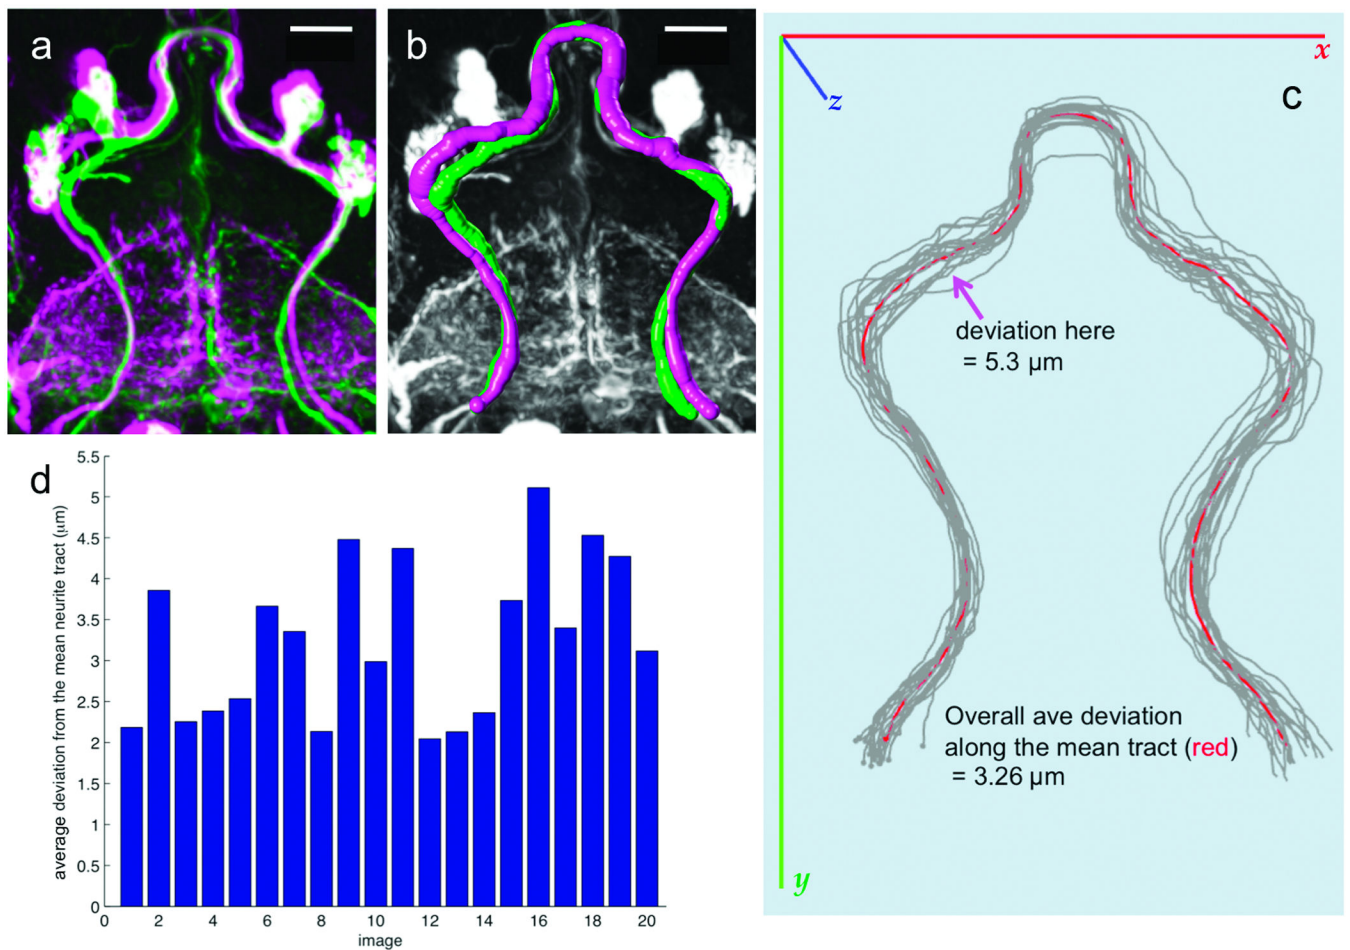 a
b
c
x
z
y
deviation here
= 5.3 µm
Overall ave deviation
along the mean tract (red)
= 3.26 µm
d
average deviation from the mean neurite tract (µm)
5.5
5
4.5
4
3.5
3
2.5
2
1.5
1
0.5
0
0 2 4 6 8 10 12 14 16 18 20
image